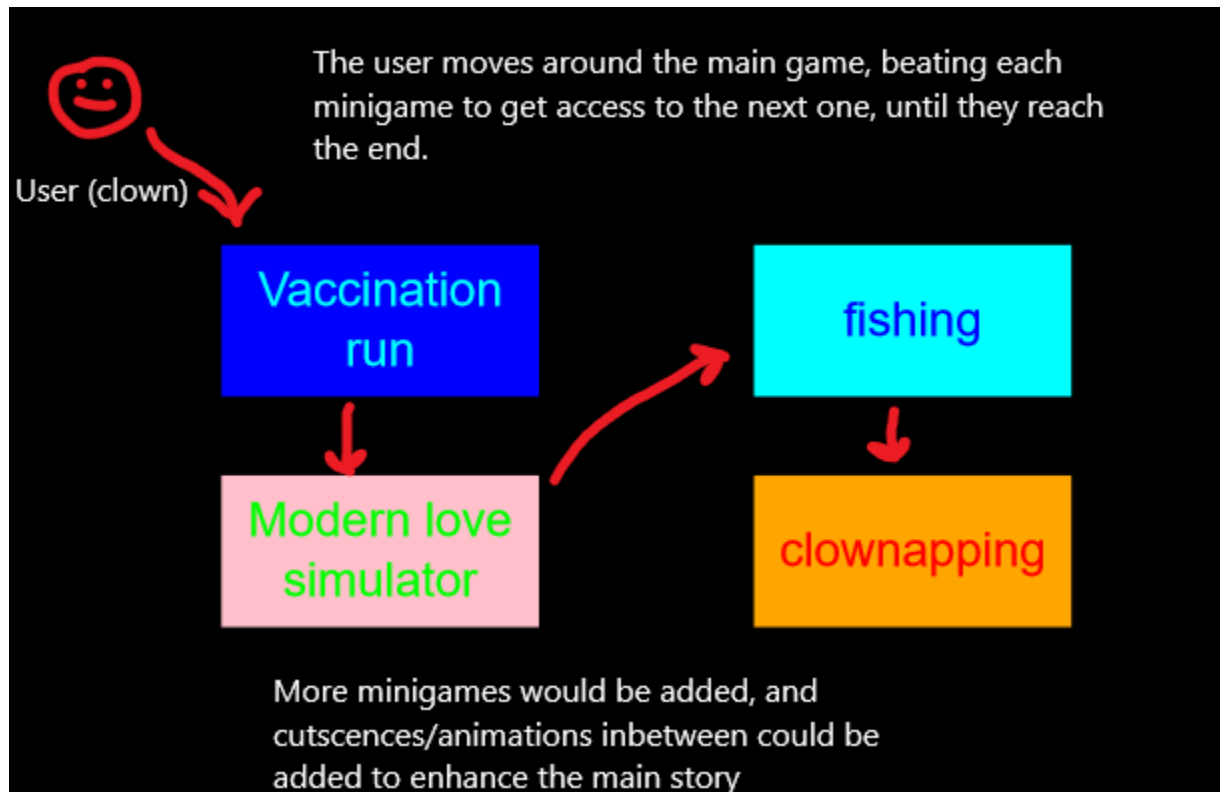 The user moves around the main game, beating each
minigame to get access to the next one, until they reach
the end.
User (clown)
Vaccination
run
Modern love
simulator
fishing
clownapping
More minigames would be added, and
cutscences/animations inbetween could be
added to enhance the main story